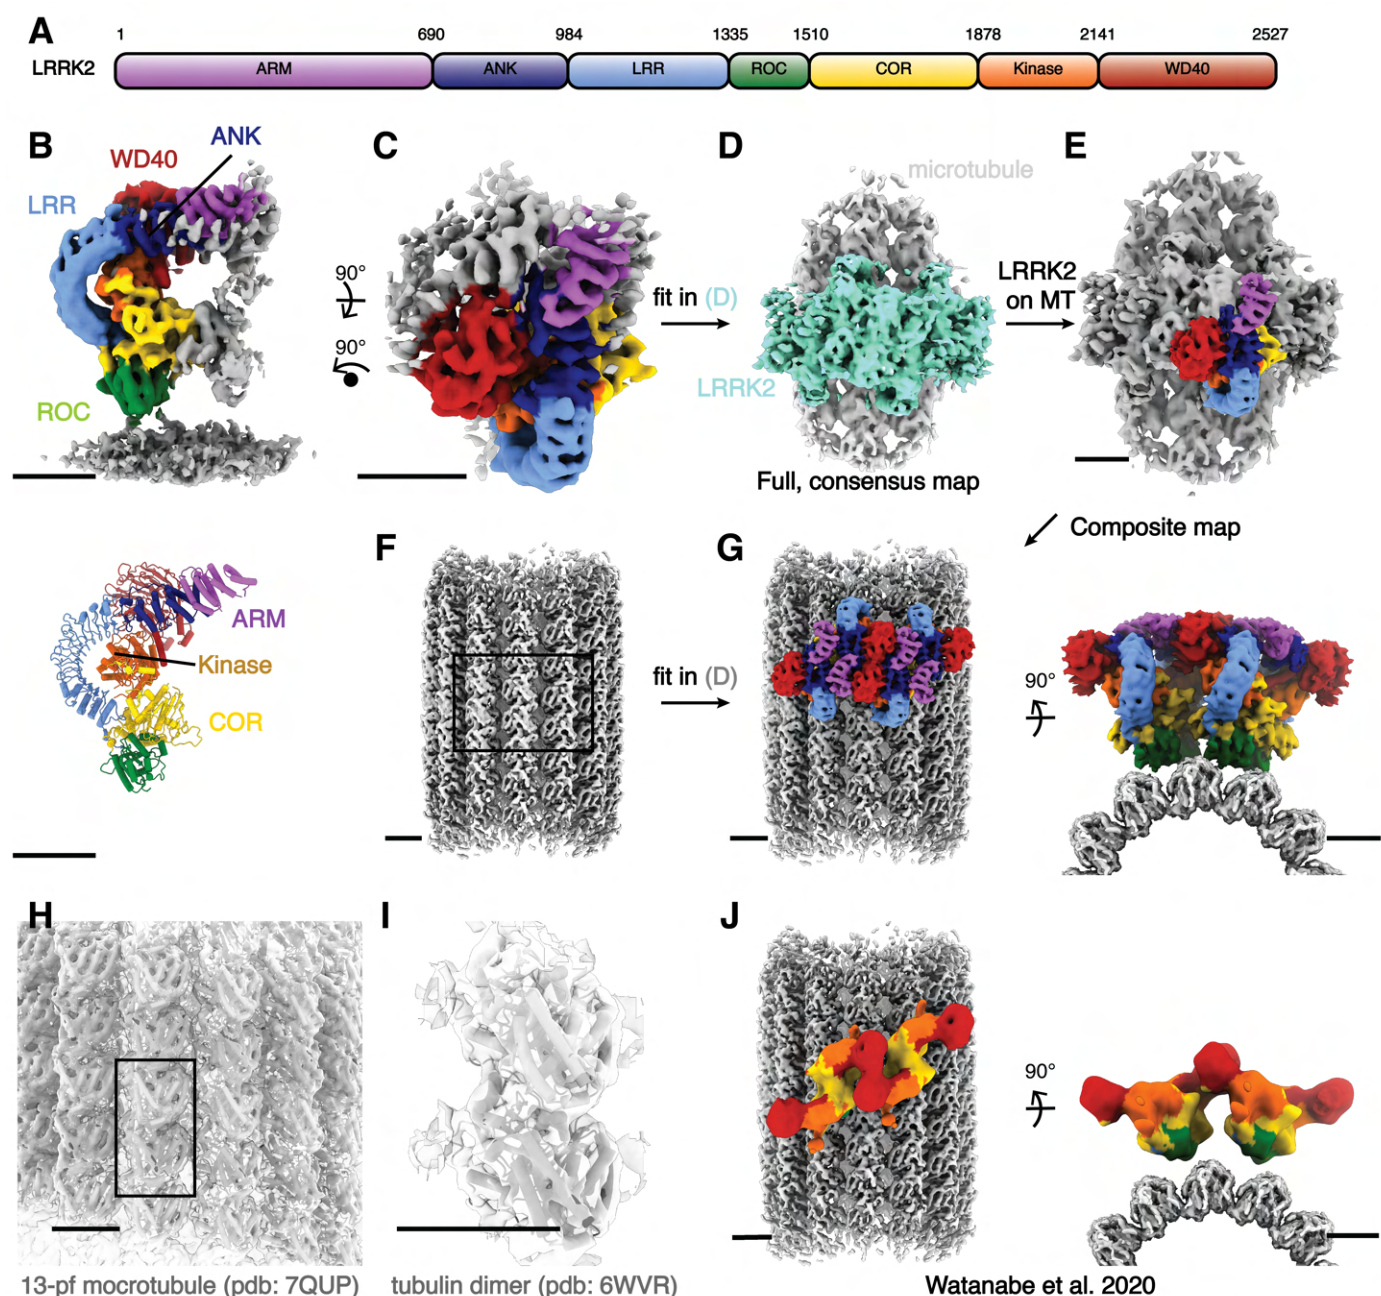 A
1 690 984 1335 1510 1878 2141 2527
LRRK2 ARM ANK LRR ROC COR Kinase WD40
B
ANK
WD40
LRR
ROC
C
90°
90°
fit in (D)
D
microtubule
LRRK2
Full, consensus map
LRRK2
on MT
E
Composite map
ARM
Kinase
COR
F
fit in (D)
G
90°
H
13-pf mocrotubule (pdb: 7QUP)
I
tubulin dimer (pdb: 6WVR)
J
90°
Watanabe et al. 2020